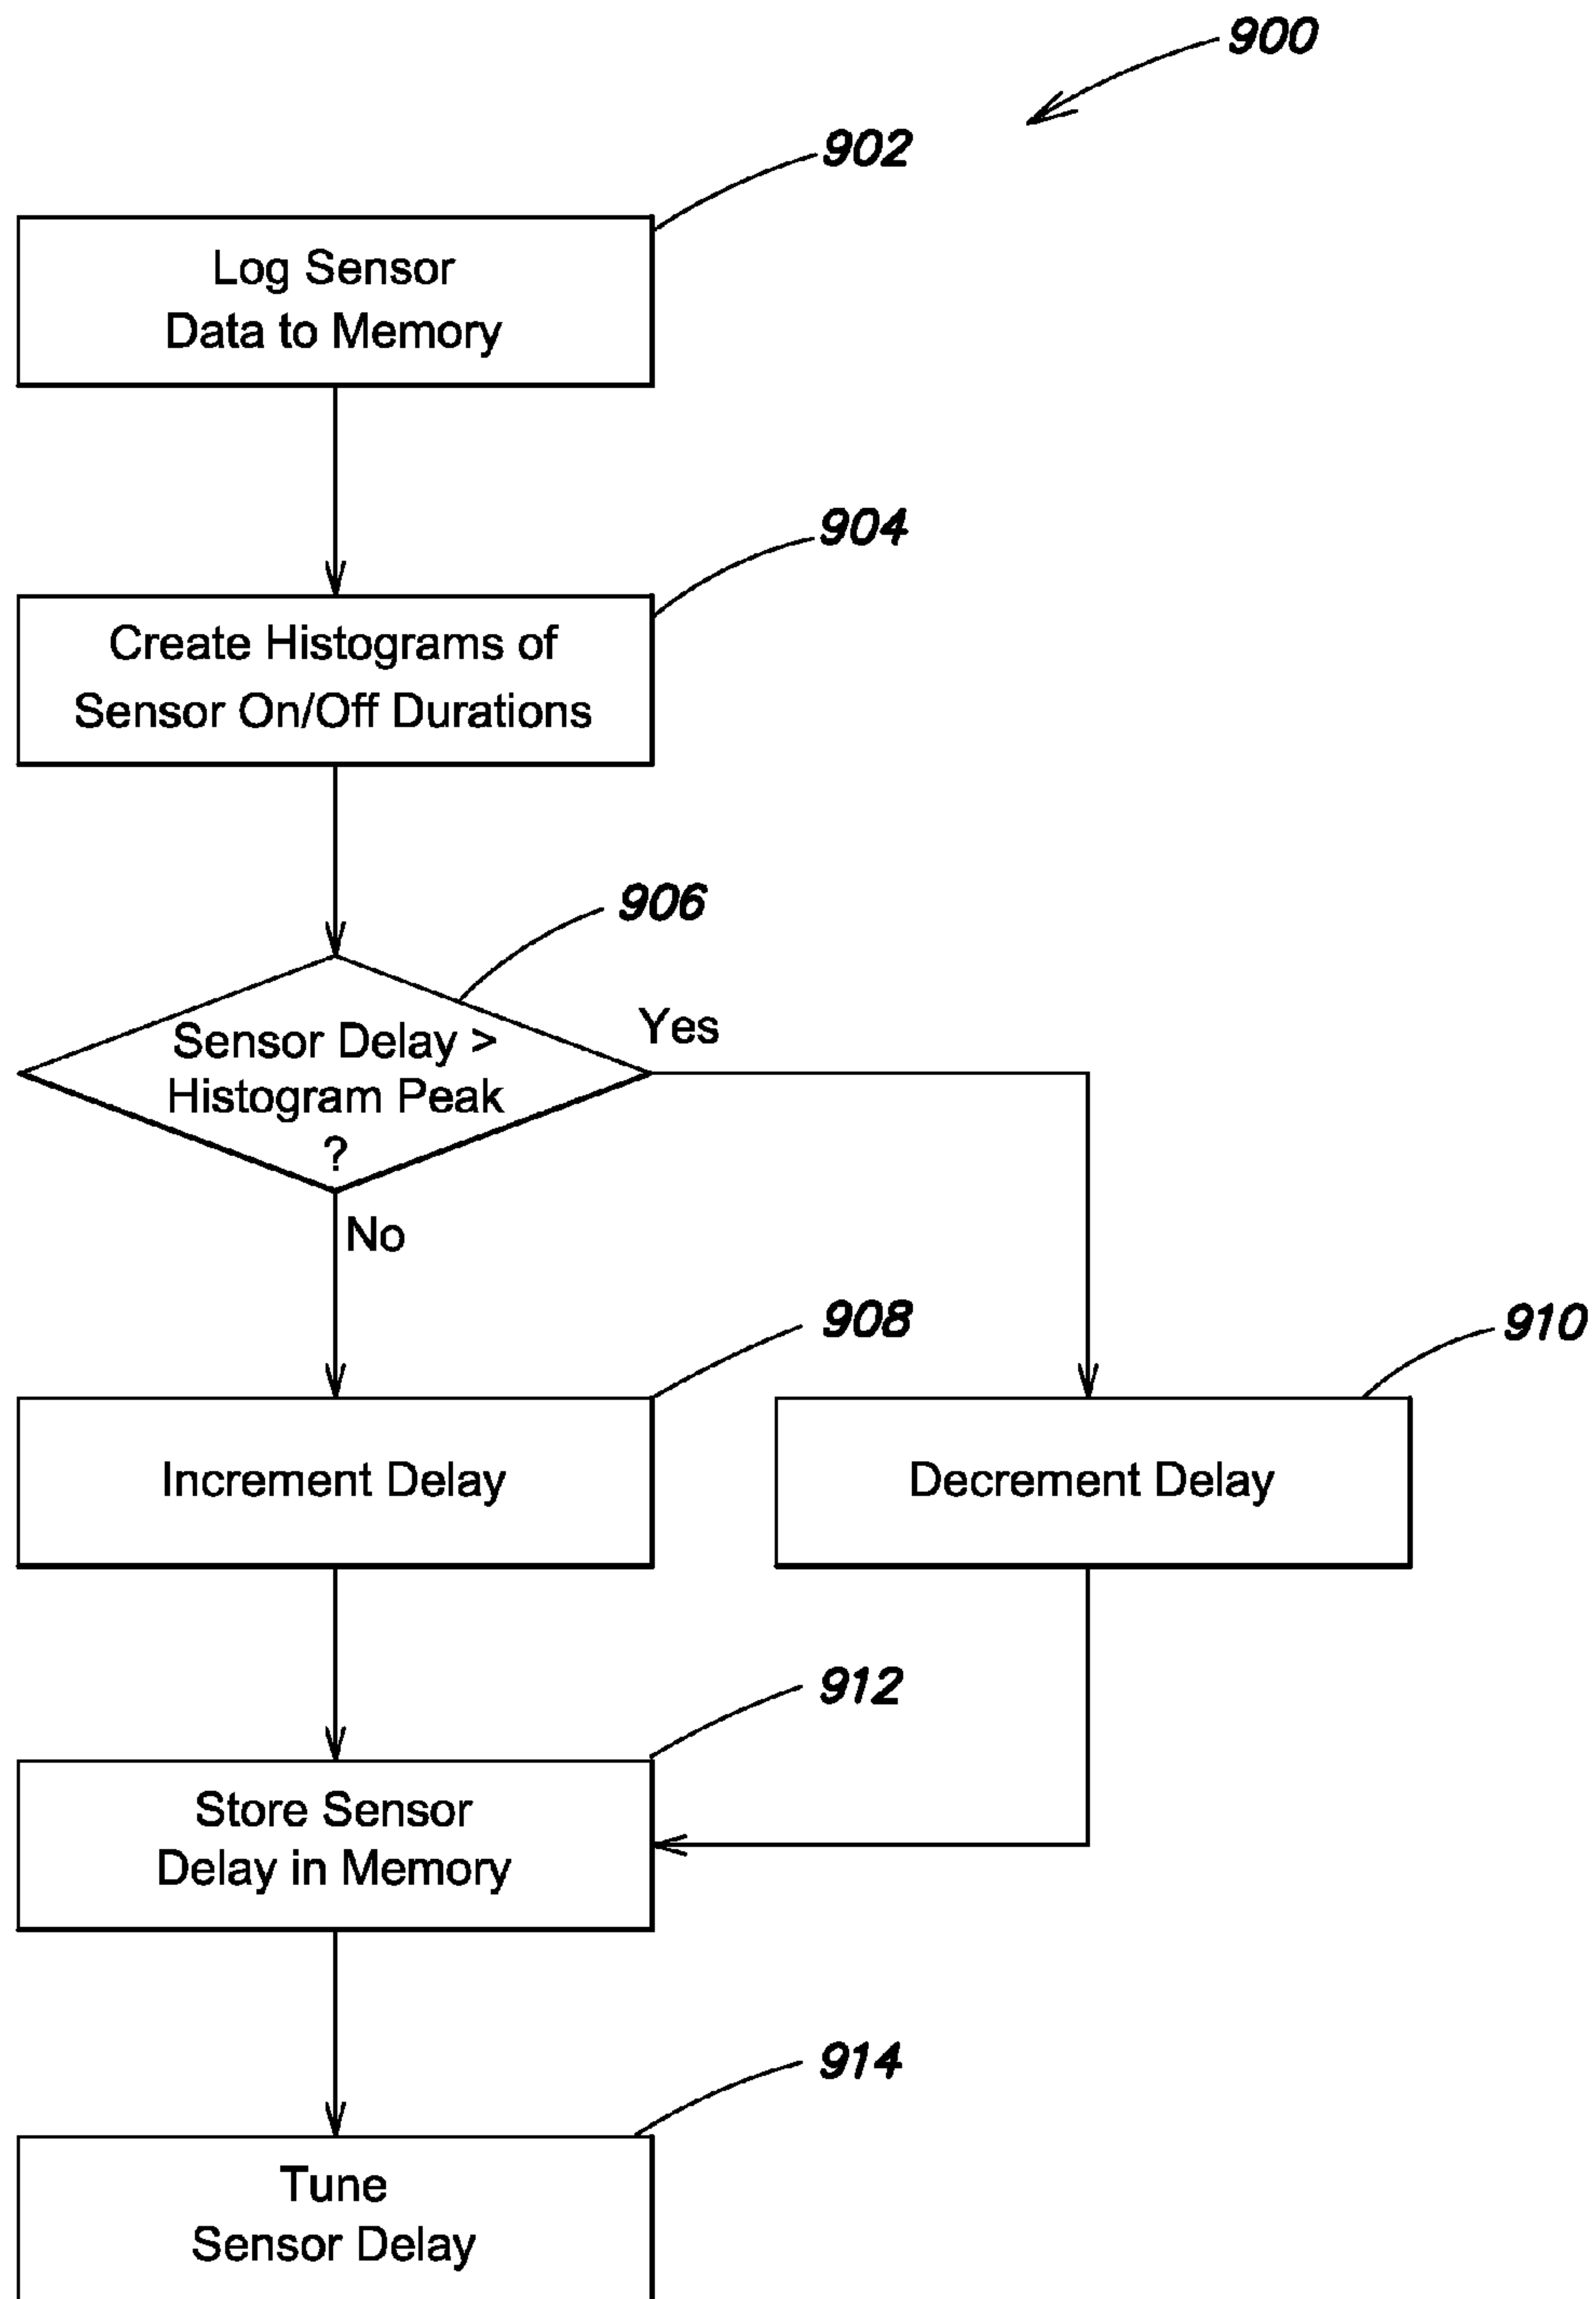 900
902
Log Sensor
Data to Memory
904
Create Histograms of
Sensor On/Off Durations
906
Sensor Delay >
Histogram Peak
?
Yes
No
908
Increment Delay
910
Decrement Delay
912
Store Sensor
Delay in Memory
914
Tune
Sensor Delay